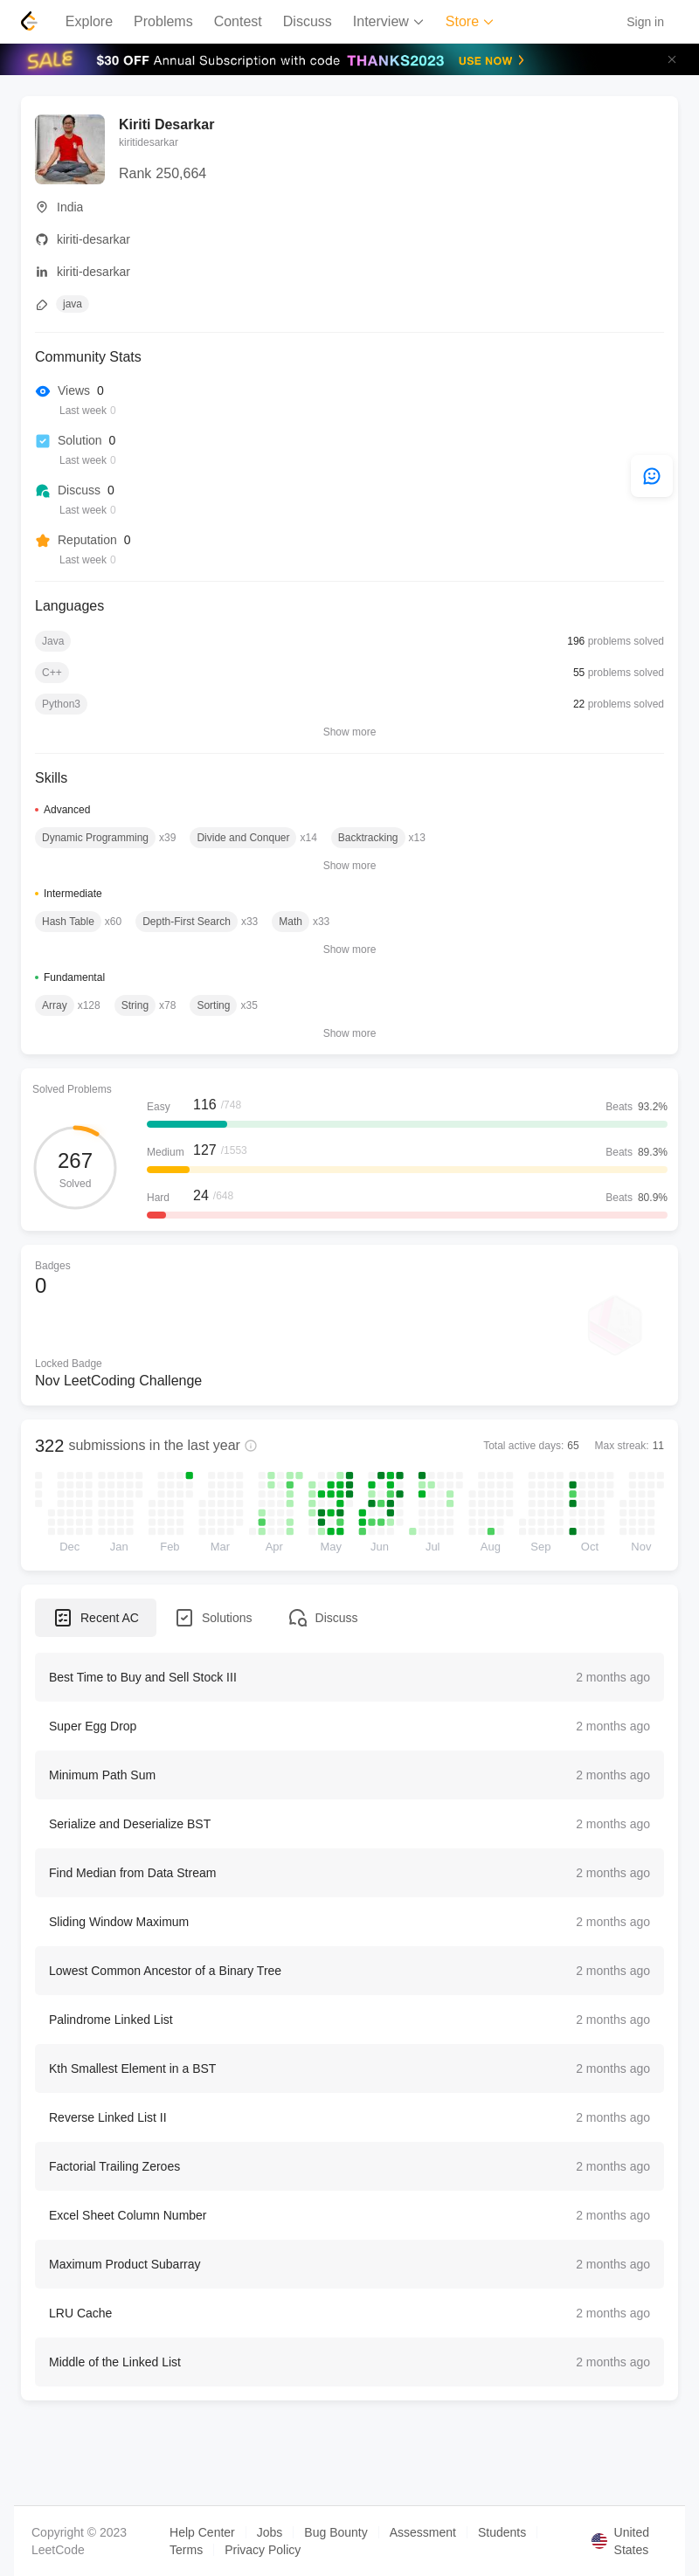 Explore Problems Contest Discuss Interview Store Sign in
SALE $30 OFF Annual Subscription with code THANKS2023 USE NOW
Kiriti Desarkar
kiritidesarkar
Rank 250,664
India
kiriti-desarkar
kiriti-desarkar
java
Community Stats
Views 0
Last week 0
Solution 0
Last week 0
Discuss 0
Last week 0
Reputation 0
Last week 0
Languages
Java 196 problems solved
C++ 55 problems solved
Python3 22 problems solved
Show more
Skills
Advanced
Dynamic Programming x39 Divide and Conquer x14 Backtracking x13
Show more
Intermediate
Hash Table x60 Depth-First Search x33 Math x33
Show more
Fundamental
Array x128 String x78 Sorting x35
Show more
Solved Problems
267
Solved
Easy 116 /748 Beats 93.2%
Medium 127 /1553 Beats 89.3%
Hard 24 /648 Beats 80.9%
Badges
0
Locked Badge
Nov LeetCoding Challenge
322 submissions in the last year Total active days: 65 Max streak: 11
Dec Jan Feb Mar Apr May Jun Jul Aug Sep Oct Nov
Recent AC Solutions Discuss
Best Time to Buy and Sell Stock III 2 months ago
Super Egg Drop 2 months ago
Minimum Path Sum 2 months ago
Serialize and Deserialize BST 2 months ago
Find Median from Data Stream 2 months ago
Sliding Window Maximum 2 months ago
Lowest Common Ancestor of a Binary Tree 2 months ago
Palindrome Linked List 2 months ago
Kth Smallest Element in a BST 2 months ago
Reverse Linked List II 2 months ago
Factorial Trailing Zeroes 2 months ago
Excel Sheet Column Number 2 months ago
Maximum Product Subarray 2 months ago
LRU Cache 2 months ago
Middle of the Linked List 2 months ago
Copyright © 2023 LeetCode
Help Center Jobs Bug Bounty Assessment Students
Terms Privacy Policy
United States